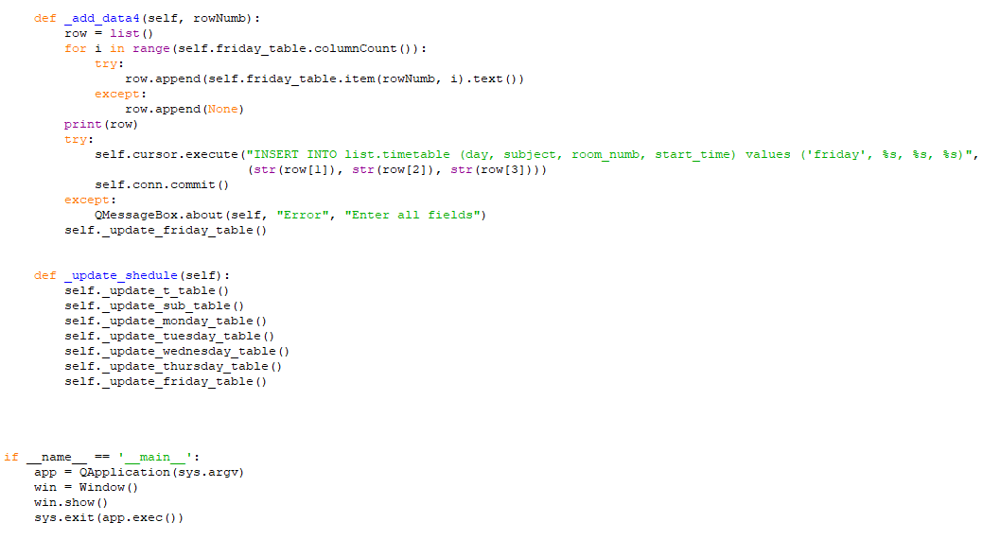 def _add_data4(self, rowNumb):
row = list()
for i in range(self.friday_table.columnCount()):
try:
row.append(self.friday_table.item(rowNumb, i).text())
except:
row.append(None)
print(row)
try:
self.cursor.execute("INSERT INTO list.timetable (day, subject, room_numb, start_time) values ('friday', %s, %s, %s)",
(str(row[1]), str(row[2]), str(row[3])))
self.conn.commit()
except:
QMessageBox.about(self, "Error", "Enter all fields")
self._update_friday_table()
def _update_shedule(self):
self._update_t_table()
self._update_sub_table()
self._update_monday_table()
self._update_tuesday_table()
self._update_wednesday_table()
self._update_thursday_table()
self._update_friday_table()
if __name__ == '__main__':
app = QApplication(sys.argv)
win = Window()
win.show()
sys.exit(app.exec())